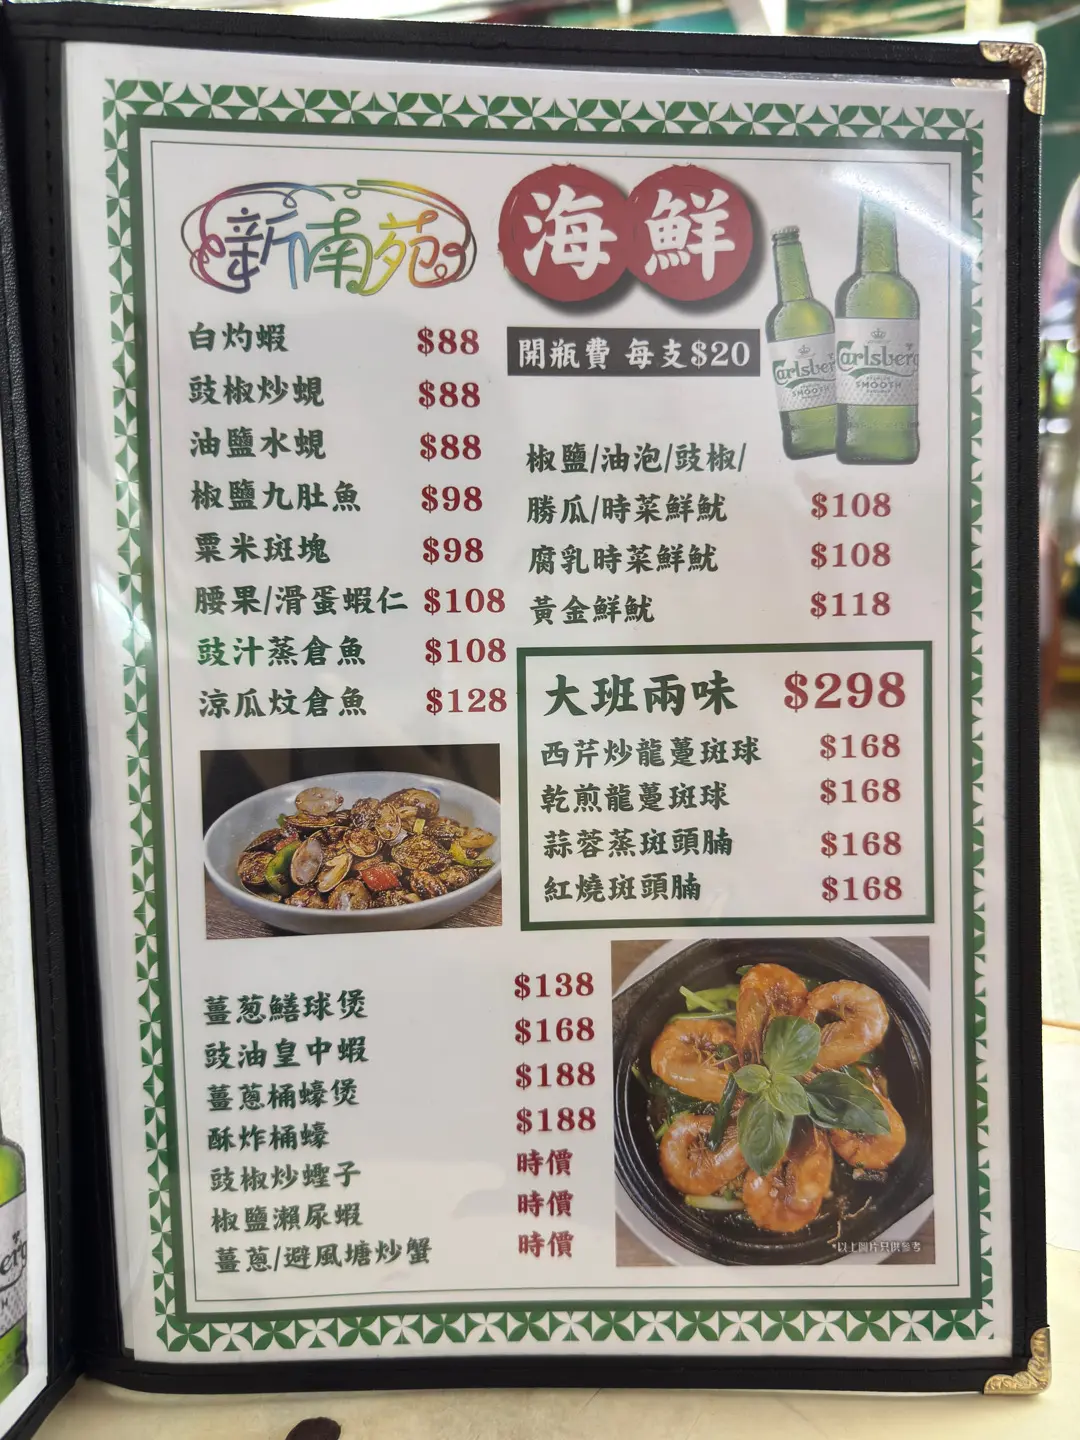 新南苑
海鮮
開瓶費 每支$20
Carlsberg
SMOOTH
Carlsberg
SMOOTH
白灼蝦 $88
豉椒炒蜆 $88
油鹽水蜆 $88
椒鹽九肚魚 $98
粟米斑塊 $98
腰果/滑蛋蝦仁 $108
豉汁蒸倉魚 $108
涼瓜炆倉魚 $128
椒鹽/油泡/豉椒/
勝瓜/時菜鮮魷 $108
腐乳時菜鮮魷 $108
黃金鮮魷 $118
大班兩味 $298
西芹炒龍躉斑球 $168
乾煎龍躉斑球 $168
蒜蓉蒸斑頭腩 $168
紅燒斑頭腩 $168
薑葱鱔球煲 $138
豉油皇中蝦 $168
薑蔥桶蠔煲 $188
酥炸桶蠔 $188
豉椒炒蟶子 時價
椒鹽瀨尿蝦 時價
薑蔥/避風塘炒蟹 時價
*以上圖片只供參考